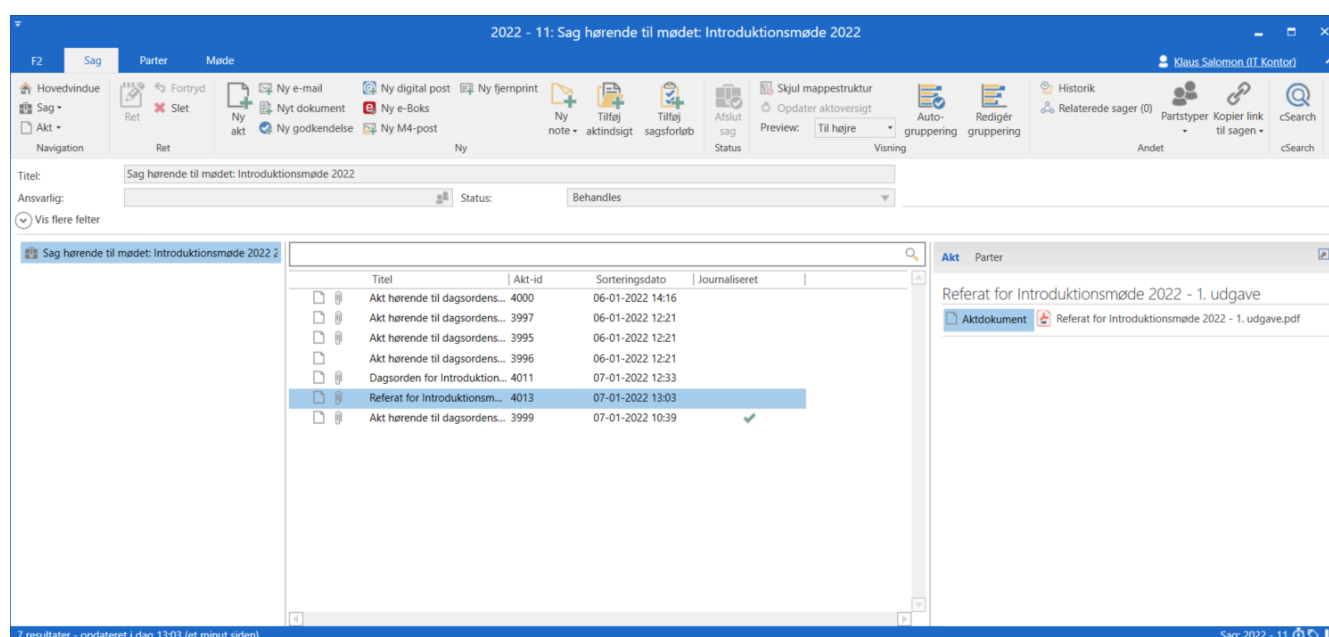 2022 - 11: Sag hørende til mødet: Introduktionsmøde 2022
F2 Sag Parter Møde Klaus Salomon (IT Kontor)
Hovedvindue
Sag
Akt
Navigation
Ret
Fortryd
Slet
Ret
Ny akt
Ny e-mail
Nyt dokument
Ny godkendelse
Ny digital post
Ny e-Boks
Ny M4-post
Ny fjernprint
Ny note
Tilføj aktindsigt
Tilføj sagsforløb
Ny
Afslut sag
Status
Skjul mappestruktur
Opdater aktoversigt
Preview: Til højre
Auto-gruppering
Redigér gruppering
Visning
Historik
Relaterede sager (0)
Partstyper
Kopier link til sagen
Andet
cSearch
cSearch
Titel: Sag hørende til mødet: Introduktionsmøde 2022
Ansvarlig: Status: Behandles
Vis flere felter
Sag hørende til mødet: Introduktionsmøde 2022 2
Titel Akt-id Sorteringsdato Journaliseret
Akt hørende til dagsordens... 4000 06-01-2022 14:16
Akt hørende til dagsordens... 3997 06-01-2022 12:21
Akt hørende til dagsordens... 3995 06-01-2022 12:21
Akt hørende til dagsordens... 3996 06-01-2022 12:21
Dagsorden for Introduktion... 4011 07-01-2022 12:33
Referat for Introduktionsm... 4013 07-01-2022 13:03
Akt hørende til dagsordens... 3999 07-01-2022 10:39
Akt Parter
Referat for Introduktionsmøde 2022 - 1. udgave
Aktdokument Referat for Introduktionsmøde 2022 - 1. udgave.pdf
7 resultater - opdateret i dag 13:03 (et minut siden) Sag: 2022 - 11